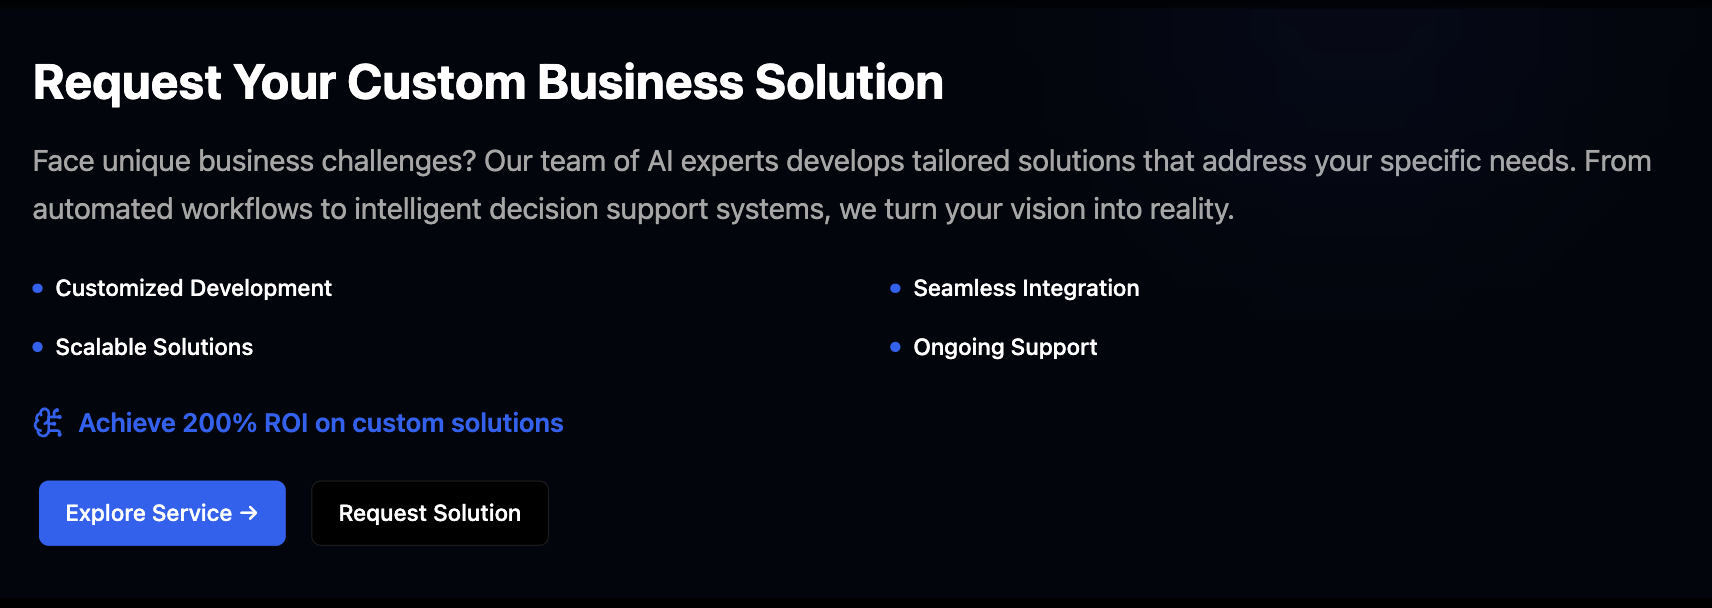 Request Your Custom Business Solution
Face unique business challenges? Our team of AI experts develops tailored solutions that address your specific needs. From
automated workflows to intelligent decision support systems, we turn your vision into reality.
Customized Development
Seamless Integration
Scalable Solutions
Ongoing Support
Achieve 200% ROI on custom solutions
Explore Service →
Request Solution